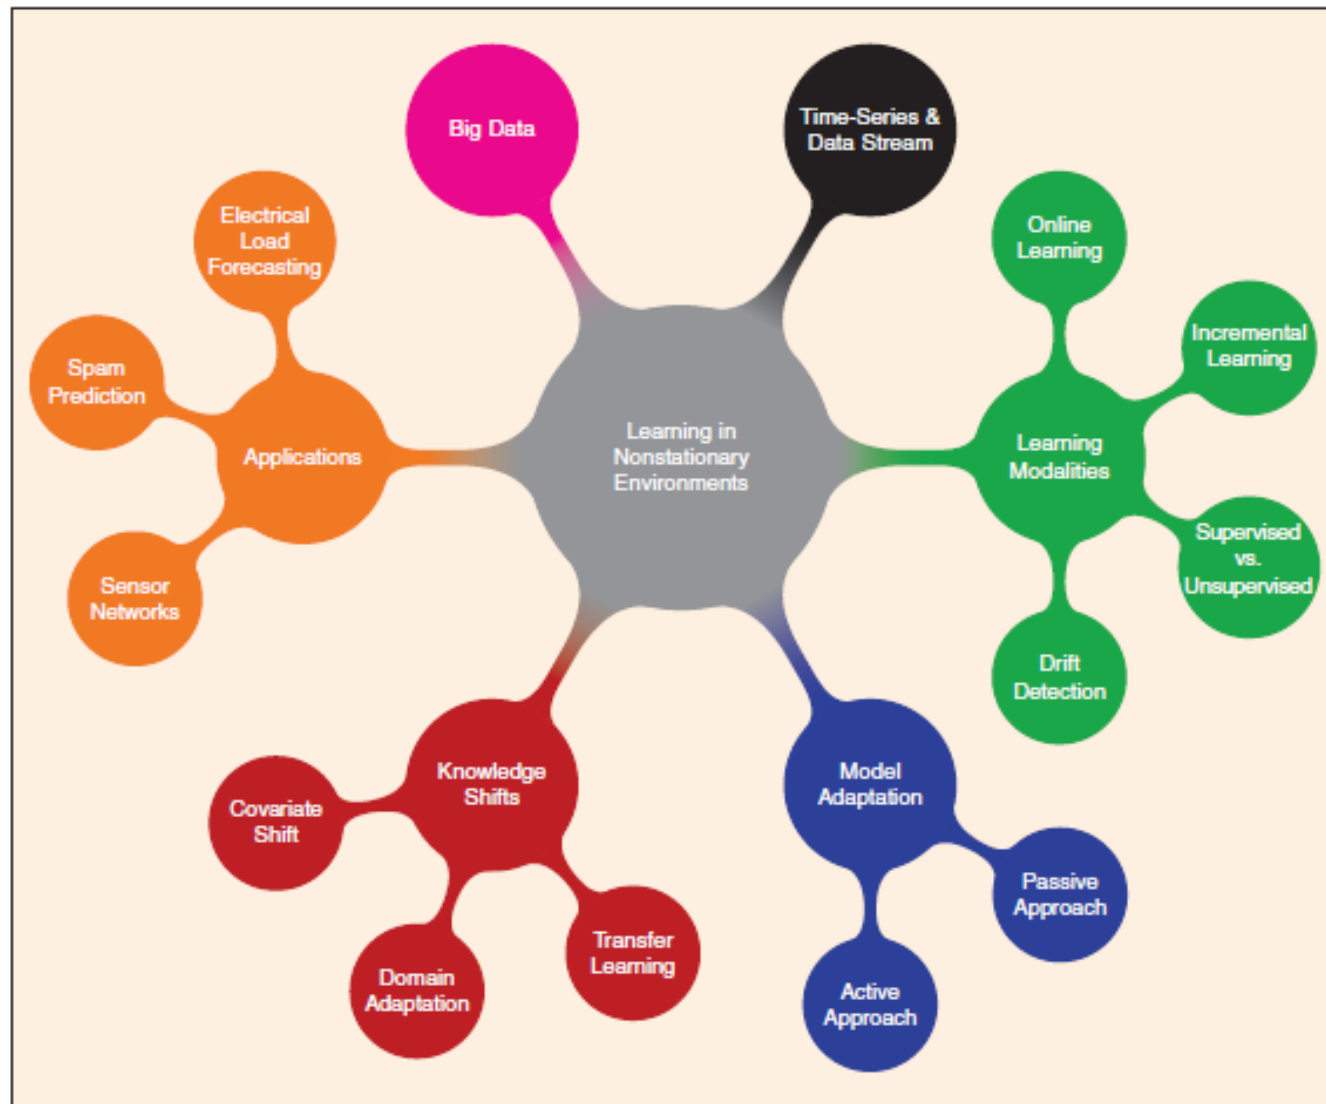 Big Data
Time-Series &
Data Stream
Electrical
Load
Forecasting
Online
Learning
Spam
Prediction
Incremental
Learning
Applications
Learning in
Nonstationary
Environments
Learning
Modalities
Sensor
Networks
Supervised
vs.
Unsupervised
Drift
Detection
Knowledge
Shifts
Model
Adaptation
Covariate
Shift
Passive
Approach
Transfer
Learning
Domain
Adaptation
Active
Approach